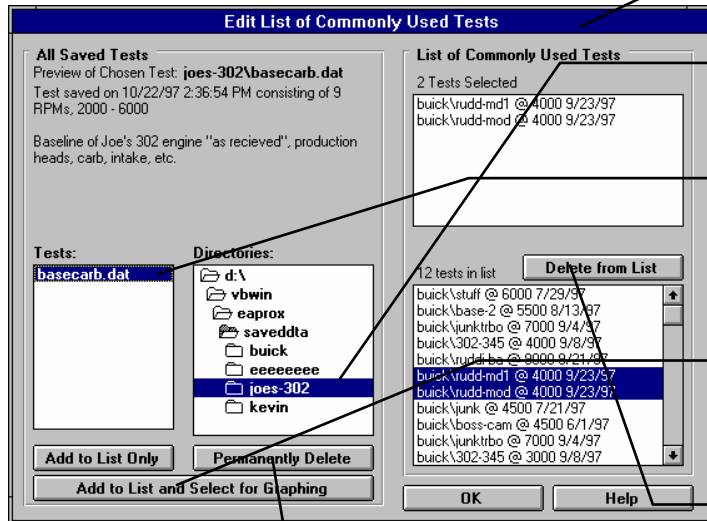 Edit List of Commonly Used Tests
All Saved Tests
Preview of Chosen Test: joes-302\basecarb.dat
Test saved on 10/22/97 2:36:54 PM consisting of 9
RPMs, 2000 - 6000
Baseline of Joe's 302 engine "as recieved", production
heads, carb, intake, etc.
Tests:
basecarb.dat
Directories:
d:\
vbwin
eaprox
saveddta
buick
eeeeeeee
joes-302
kevin
Add to List Only
Permanently Delete
Add to List and Select for Graphing
List of Commonly Used Tests
2 Tests Selected
buick\rudd-md1 @ 4000 9/23/97
buick\rudd-mod @ 4000 9/23/97
12 tests in list
Delete from List
buick\stuff @ 6000 7/29/97
buick\base-2 @ 5500 8/13/97
buick\junktrbo @ 7000 9/4/97
buick\302-345 @ 4000 9/8/97
buick\ruddi-ba @ 9000 9/21/97
buick\rudd-md1 @ 4000 9/23/97
buick\rudd-mod @ 4000 9/23/97
buick\junk @ 4500 7/21/97
buick\boss-cam @ 4500 6/1/97
buick\junktrbo @ 7000 9/4/97
buick\302-345 @ 3000 9/8/97
OK
Help